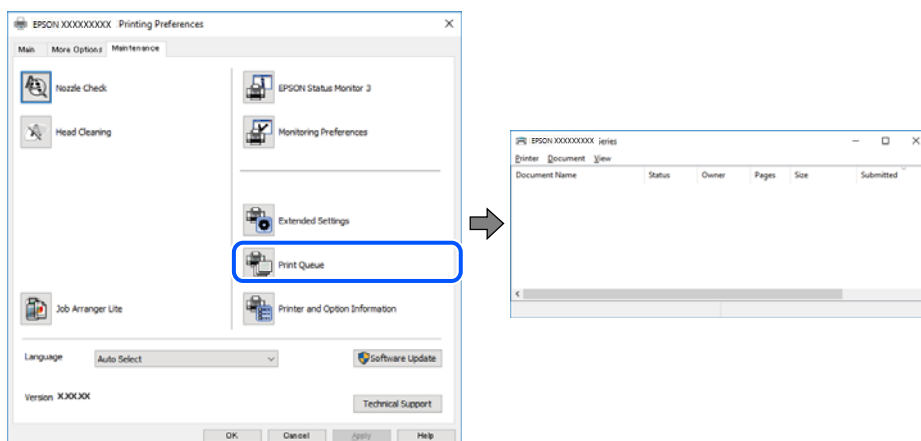 EPSON XXXXXXXXX Printing Preferences
Main More Options Maintenance
Nozzle Check
Head Cleaning
Job Arranger Lite
EPSON Status Monitor 3
Monitoring Preferences
Extended Settings
Print Queue
Printer and Option Information
Language Auto Select Software Update
Version X.XX.XX
Technical Support
OK Cancel Apply Help
EPSON XXXXXXXXXX ieries
Printer Document View
Document Name Status Owner Pages Size Submitted